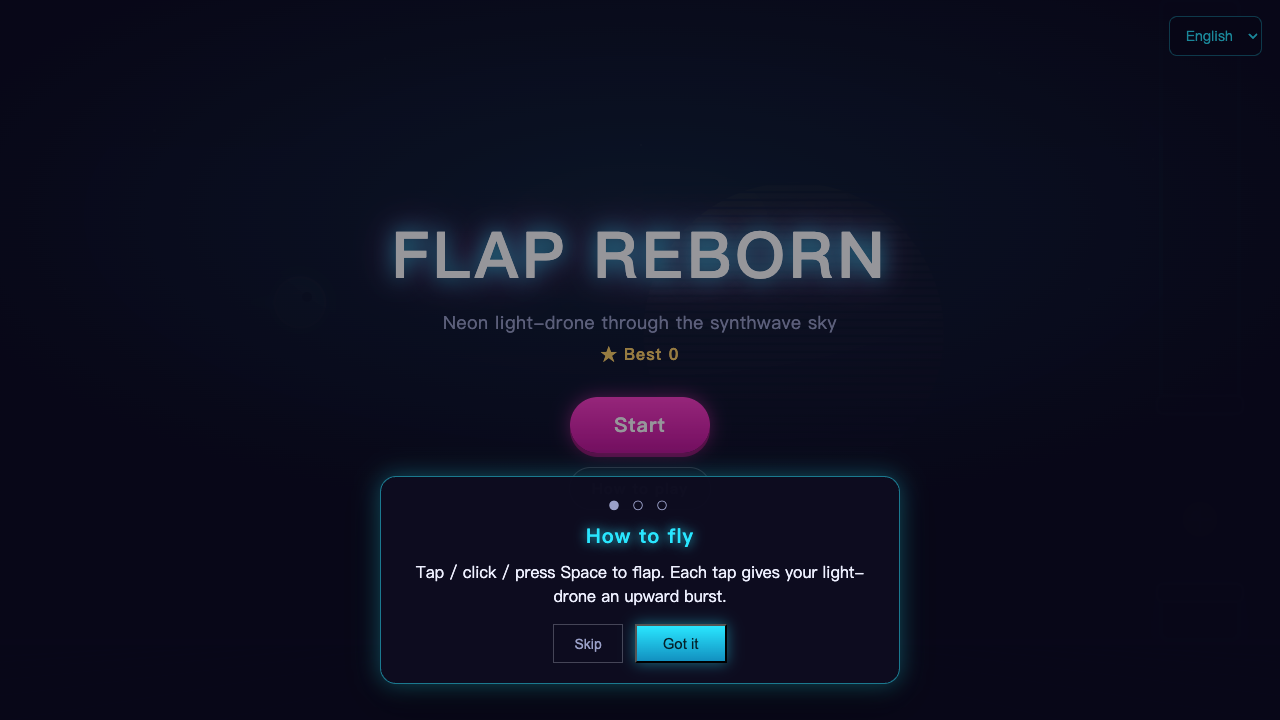 English
FLAP REBORN
Neon light-drone through the synthwave sky
★ Best 0
Start
How to fly
Tap / click / press Space to flap. Each tap gives your light-
drone an upward burst.
Skip
Got it